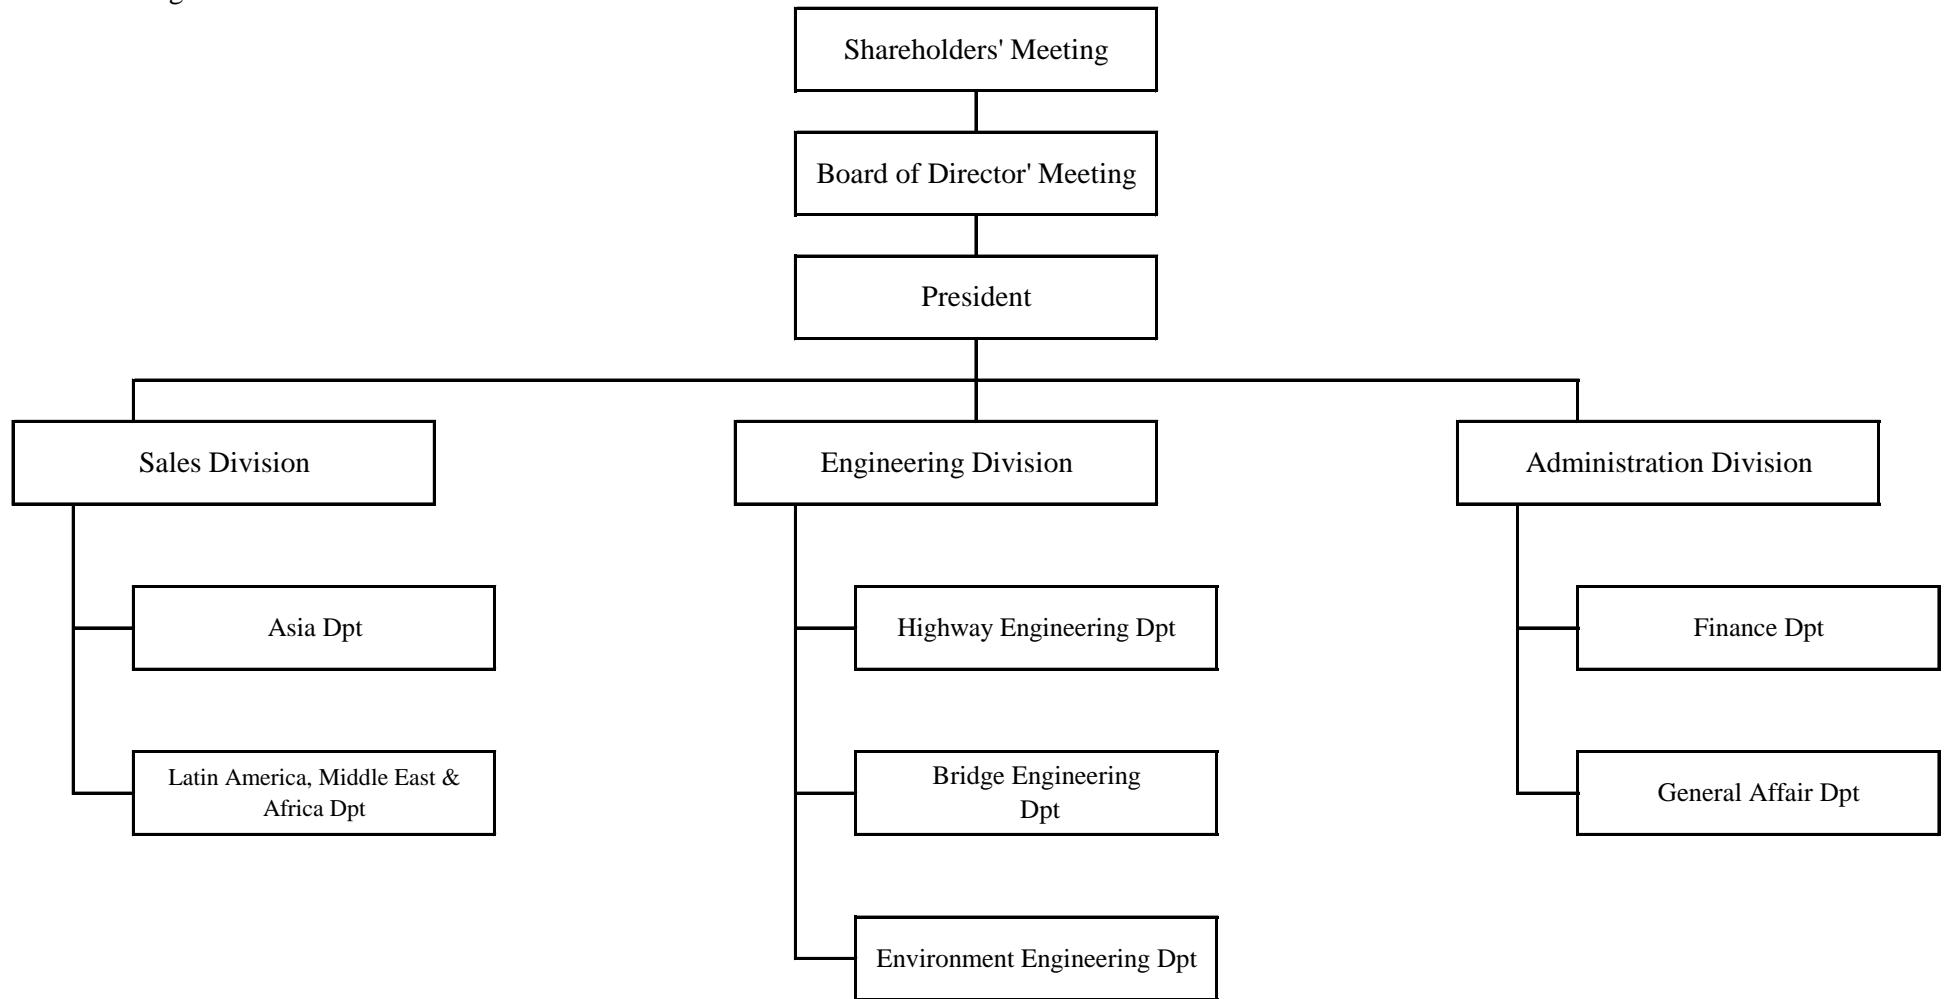 Shareholders' Meeting
Board of Director' Meeting
President
Sales Division
Engineering Division
Administration Division
Asia Dpt
Highway Engineering Dpt
Finance Dpt
Latin America, Middle East &
Africa Dpt
Bridge Engineering
Dpt
General Affair Dpt
Environment Engineering Dpt